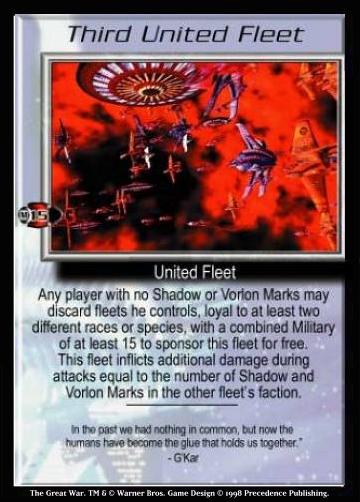 Third United Fleet
M 15
United Fleet
Any player with no Shadow or Vorlon Marks may
discard fleets he controls, loyal to at least two
different races or species, with a combined Military
of at least 15 to sponsor this fleet for free.
This fleet inflicts additional damage during
attacks equal to the number of Shadow and
Vorlon Marks in the other fleet's faction.
In the past we had nothing in common, but now the
humans have become the glue that holds us together."
- G'Kar
The Great War. TM & © Warner Bros. Game Design © 1998 Precedence Publishing.